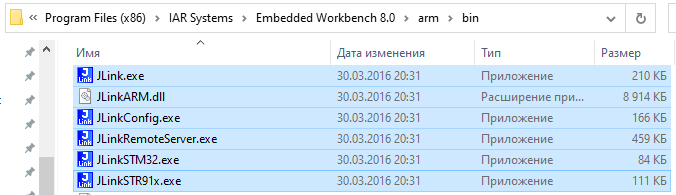 « Program Files (x86) > IAR Systems > Embedded Workbench 8.0 > arm > bin
Имя Дата изменения Тип Размер
JLink.exe 30.03.2016 20:31 Приложение 210 КБ
JLinkARM.dll 30.03.2016 20:31 Расширение при... 8 914 КБ
JLinkConfig.exe 30.03.2016 20:31 Приложение 166 КБ
JLinkRemoteServer.exe 30.03.2016 20:31 Приложение 459 КБ
JLinkSTM32.exe 30.03.2016 20:31 Приложение 84 КБ
JLinkSTR91x.exe 30.03.2016 20:31 Приложение 111 КБ